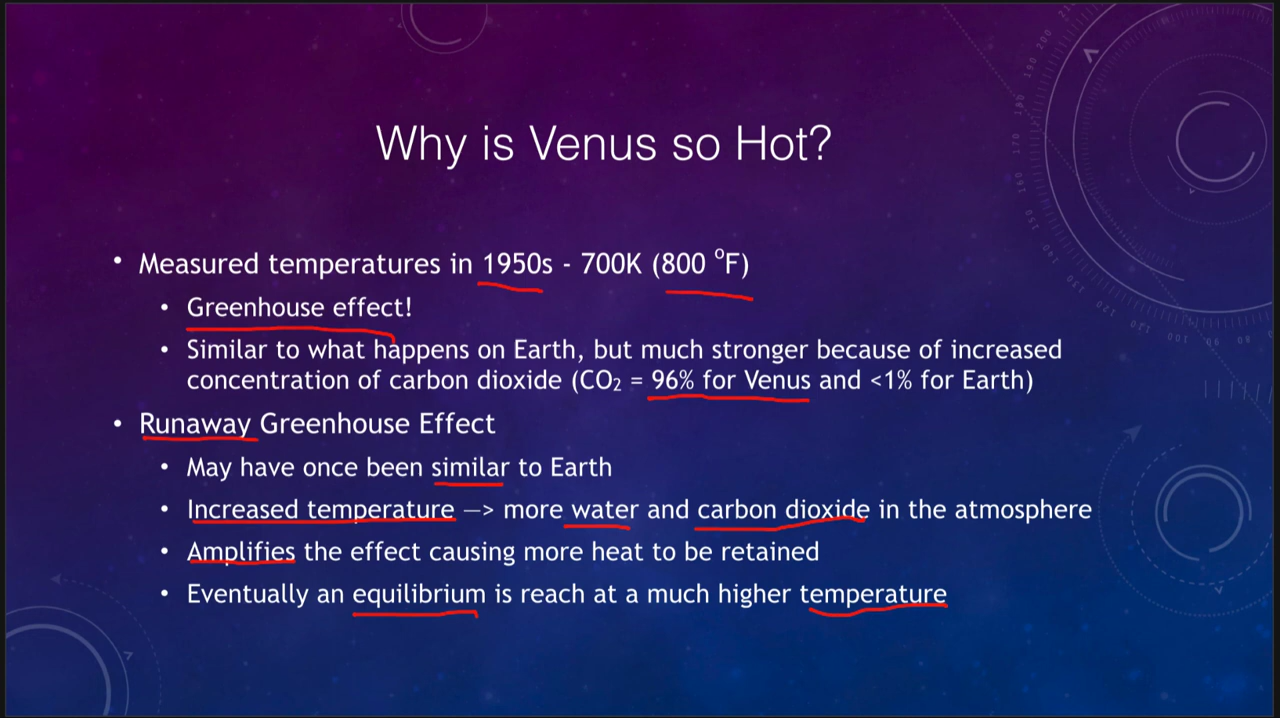 Why is Venus so Hot?
• Measured temperatures in 1950s - 700K (800 °F)
• Greenhouse effect!
• Similar to what happens on Earth, but much stronger because of increased
concentration of carbon dioxide (CO₂ = 96% for Venus and <1% for Earth)
• Runaway Greenhouse Effect
• May have once been similar to Earth
• Increased temperature —> more water and carbon dioxide in the atmosphere
• Amplifies the effect causing more heat to be retained
• Eventually an equilibrium is reach at a much higher temperature